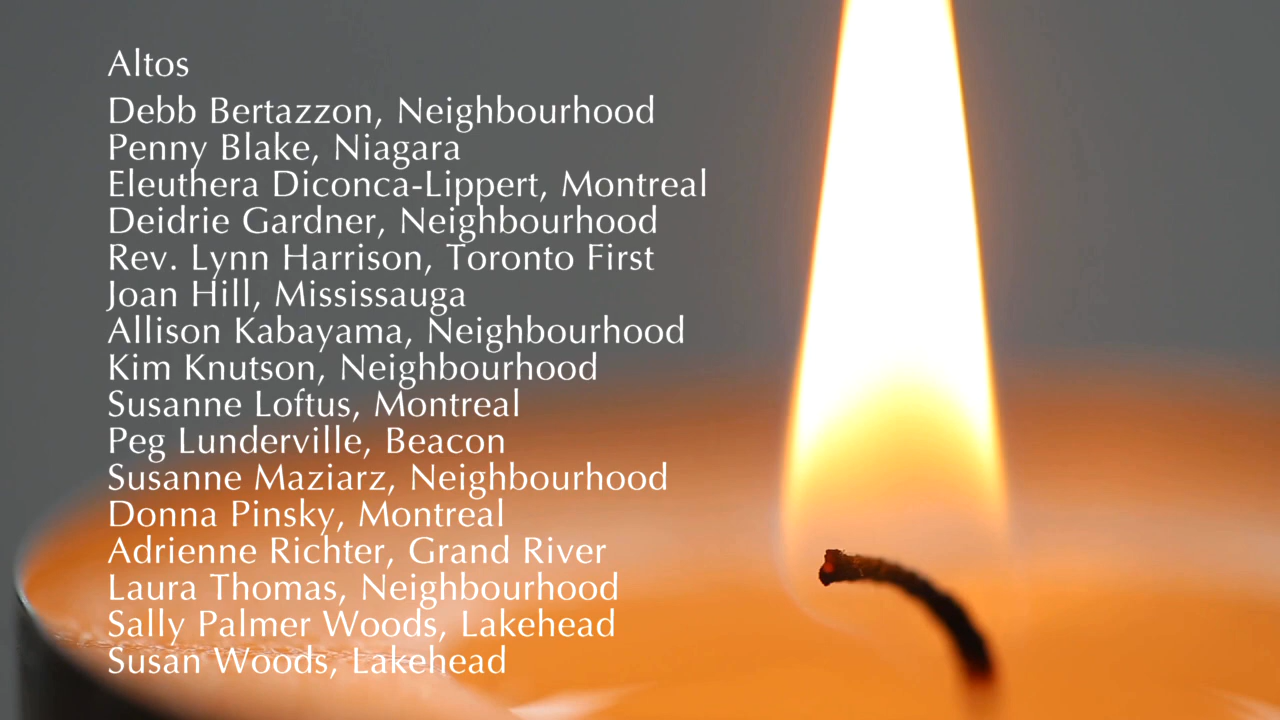 Altos
Debb Bertazzon, Neighbourhood
Penny Blake, Niagara
Eleuthera Diconca-Lippert, Montreal
Deidrie Gardner, Neighbourhood
Rev. Lynn Harrison, Toronto First
Joan Hill, Mississauga
Allison Kabayama, Neighbourhood
Kim Knutson, Neighbourhood
Susanne Loftus, Montreal
Peg Lunderville, Beacon
Susanne Maziarz, Neighbourhood
Donna Pinsky, Montreal
Adrienne Richter, Grand River
Laura Thomas, Neighbourhood
Sally Palmer Woods, Lakehead
Susan Woods, Lakehead